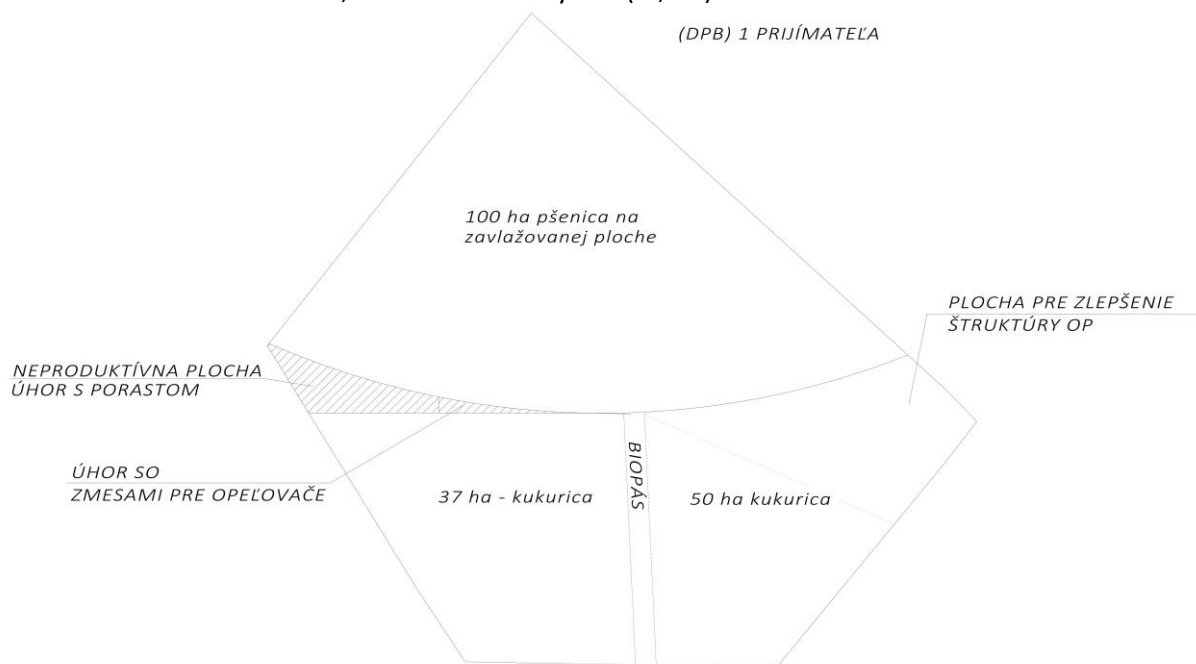 (DPB) 1 PRIJÍMATEĽA
100 ha pšenica na
zavlažovanej ploche
PLOCHA PRE ZLEPŠENIE
ŠTRUKTÚRY OP
NEPRODUKTÍVNA PLOCHA
ÚHOR S PORASTOM
ÚHOR SO
ZMESAMI PRE OPEĽOVAČE
37 ha - kukurica
BIOPÁS
50 ha kukurica